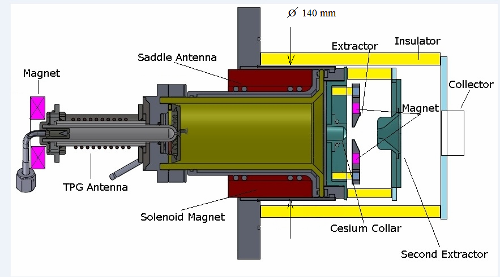 Ø 140 mm
Insulator
Extractor
Saddle Antenna
Magnet
Collector
Magnet
TPG Antenna
Solenoid Magnet
Cesium Collar
Second Extractor